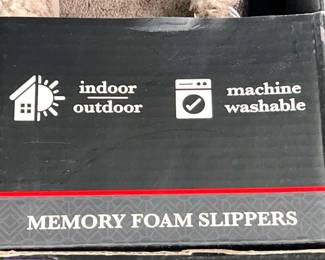 indoor
outdoor
machine
washable
MEMORY FOAM SLIPPERS